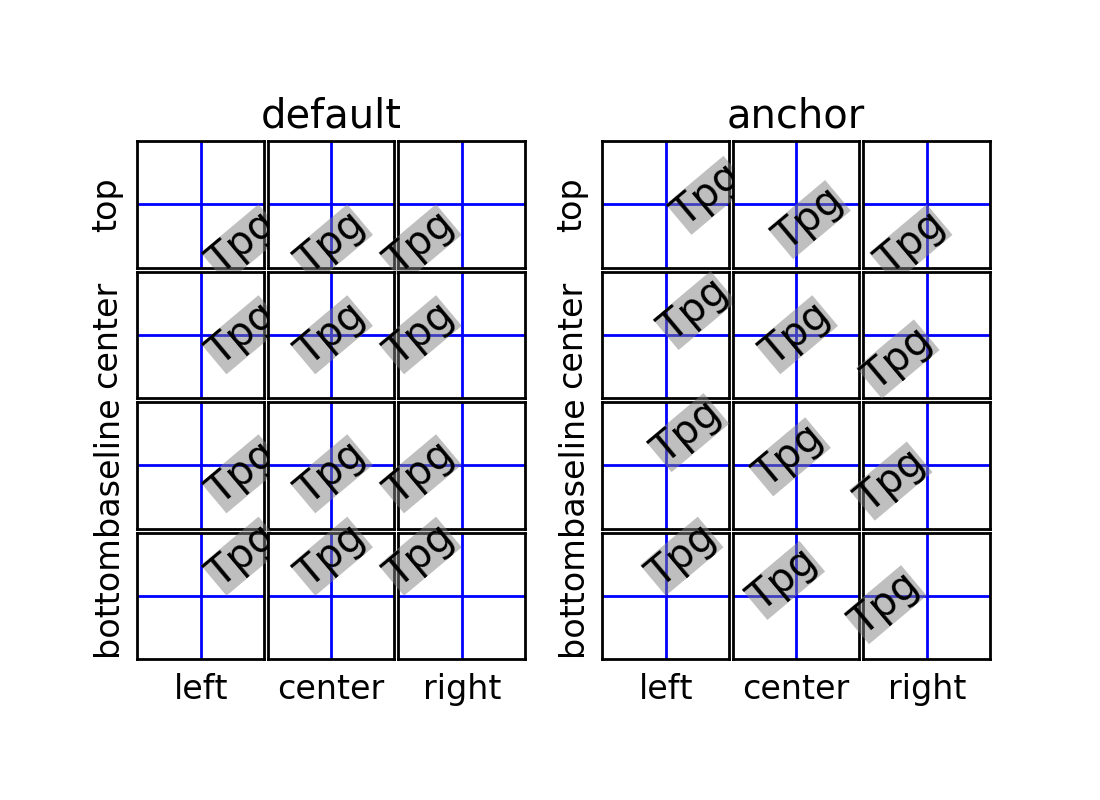 default anchor
top Tpg Tpg Tpg top Tpg Tpg Tpg
center Tpg Tpg Tpg center Tpg Tpg Tpg
baseline Tpg Tpg Tpg baseline Tpg Tpg Tpg
bottom Tpg Tpg Tpg bottom Tpg Tpg Tpg
left center right left center right